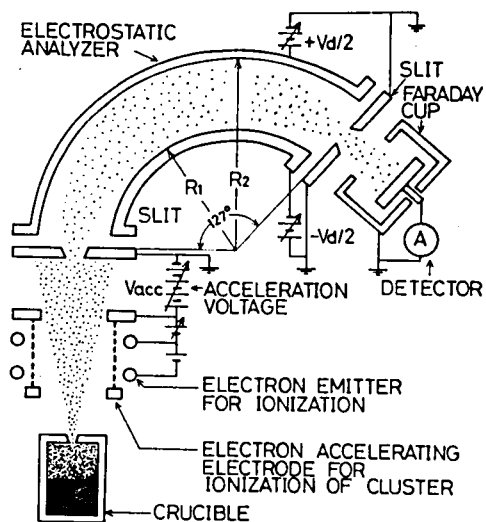 ELECTROSTATIC
ANALYZER
+Vd/2
SLIT
FARADAY
CUP
R1
R2
SLIT
127°
-Vd/2
A
DETECTOR
Vacc
ACCELERATION
VOLTAGE
ELECTRON EMITTER
FOR IONIZATION
ELECTRON ACCELERATING
ELECTRODE FOR
IONIZATION OF CLUSTER
CRUCIBLE